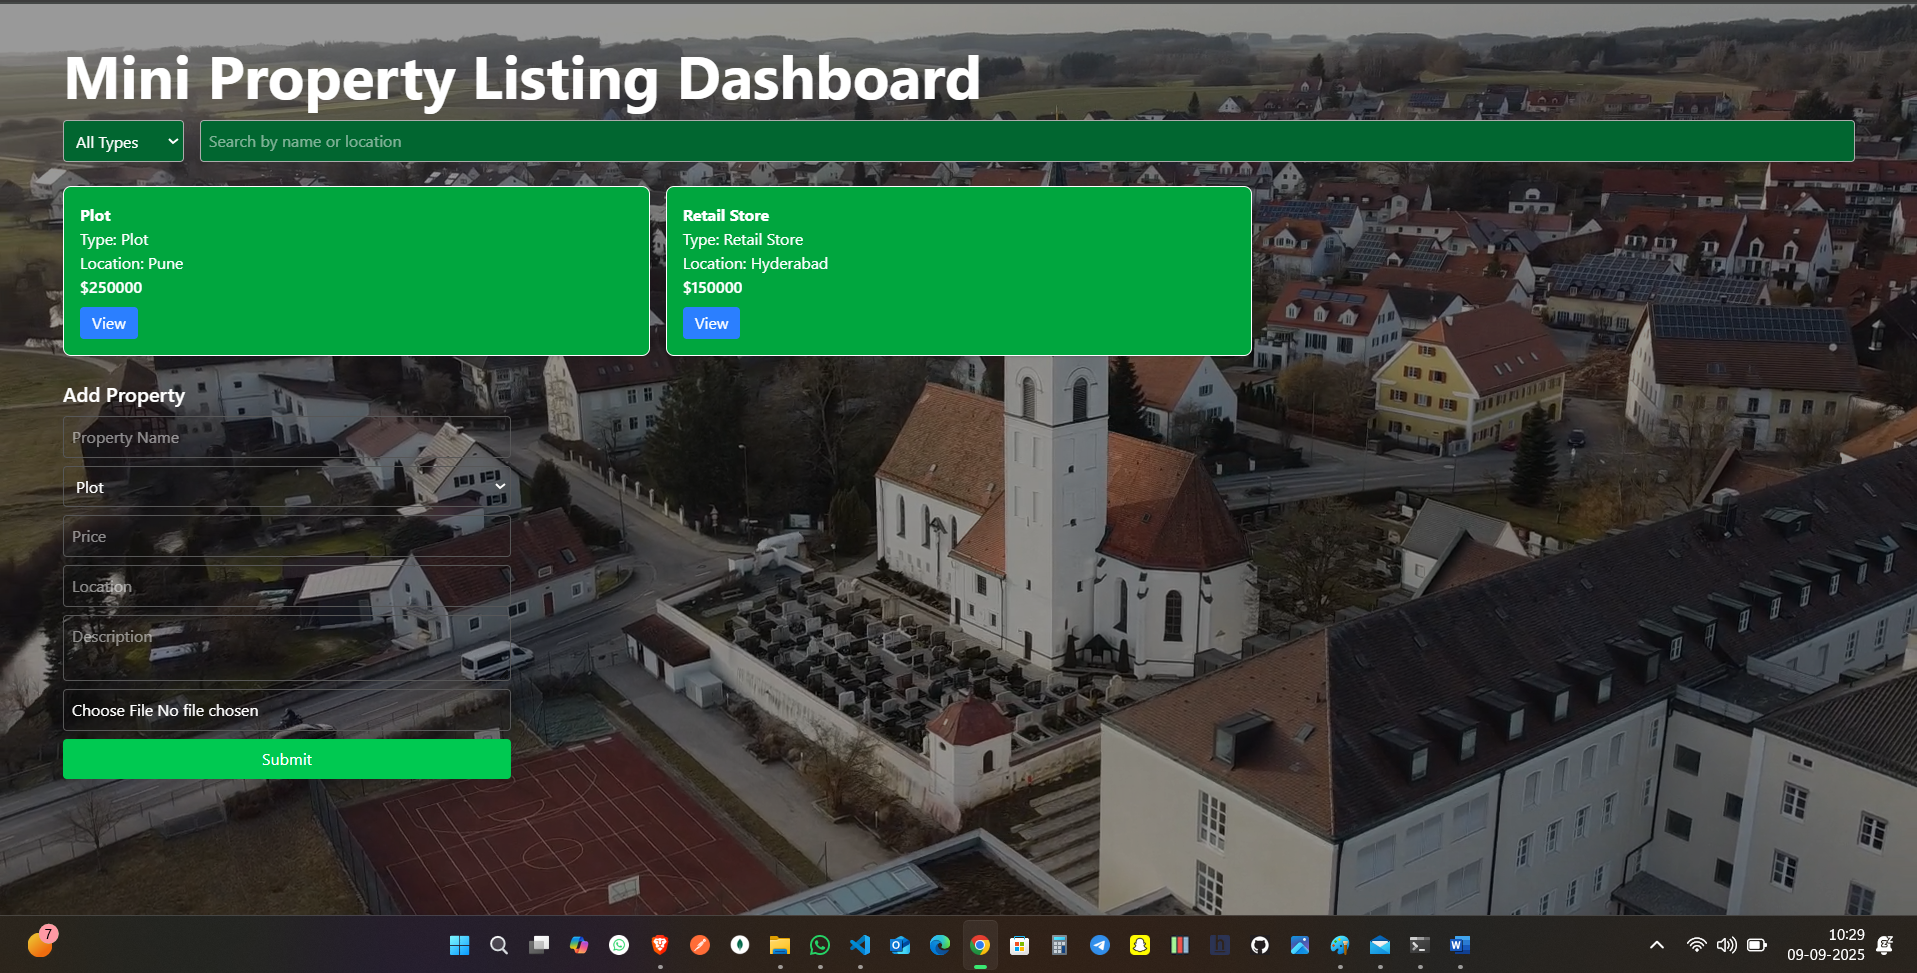 Mini Property Listing Dashboard
All Types
Search by name or location
Plot
Type: Plot
Location: Pune
$250000
View
Retail Store
Type: Retail Store
Location: Hyderabad
$150000
View
Add Property
Property Name
Plot
Price
Location
Description
Choose File No file chosen
Submit
7
10:29
09-09-2025